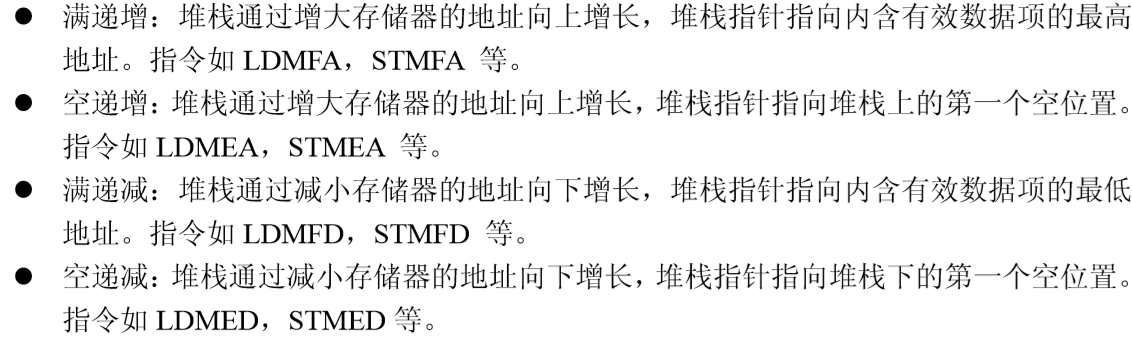 ● 满递增：堆栈通过增大存储器的地址向上增长，堆栈指针指向内含有效数据项的最高
地址。指令如 LDMFA，STMFA 等。
● 空递增：堆栈通过增大存储器的地址向上增长，堆栈指针指向堆栈上的第一个空位置。
指令如 LDMEA，STMEA 等。
● 满递减：堆栈通过减小存储器的地址向下增长，堆栈指针指向内含有效数据项的最低
地址。指令如 LDMFD，STMFD 等。
● 空递减：堆栈通过减小存储器的地址向下增长，堆栈指针指向堆栈下的第一个空位置。
指令如 LDMED，STMED 等。